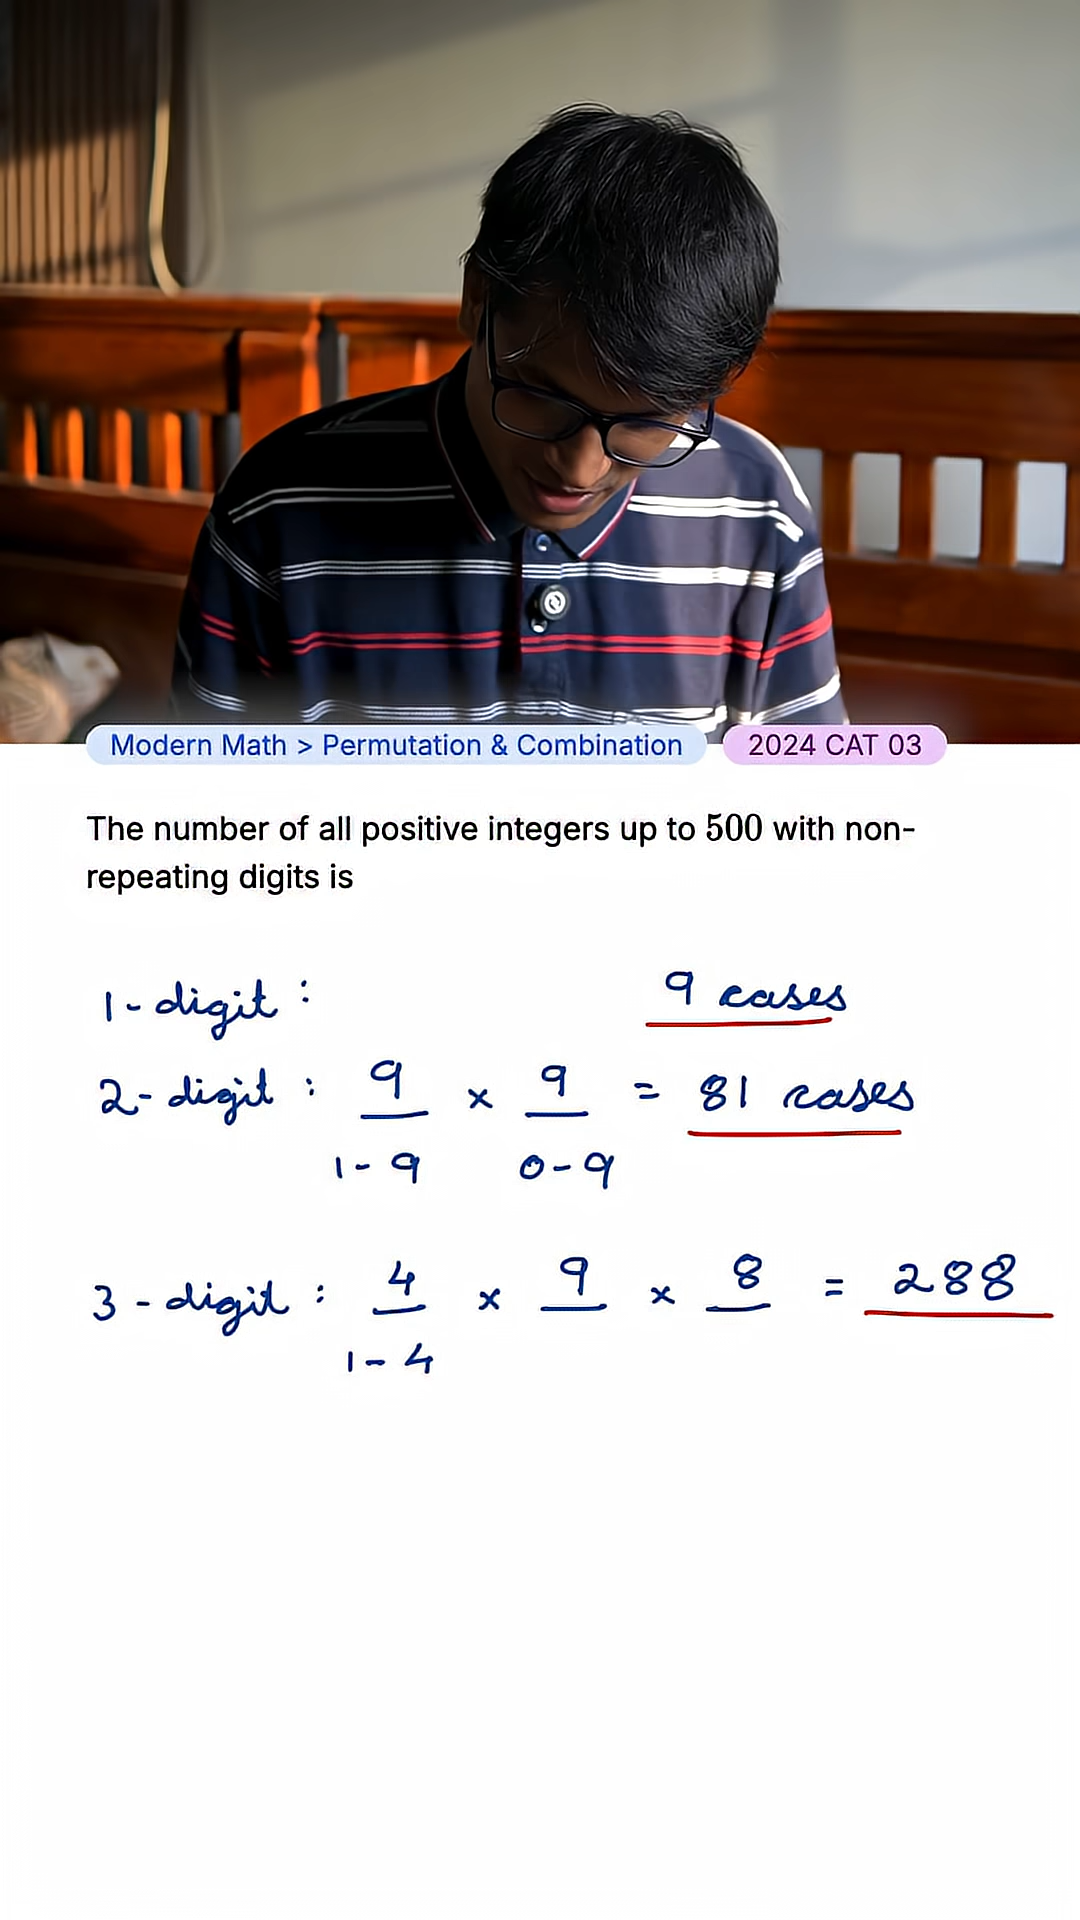 Modern Math > Permutation & Combination 2024 CAT 03
The number of all positive integers up to 500 with non-
repeating digits is
1-digit : 9 cases
2-digit : 9 × 9 = 81 cases
1-9 0-9
3-digit : 4 × 9 × 8 = 288
1-4